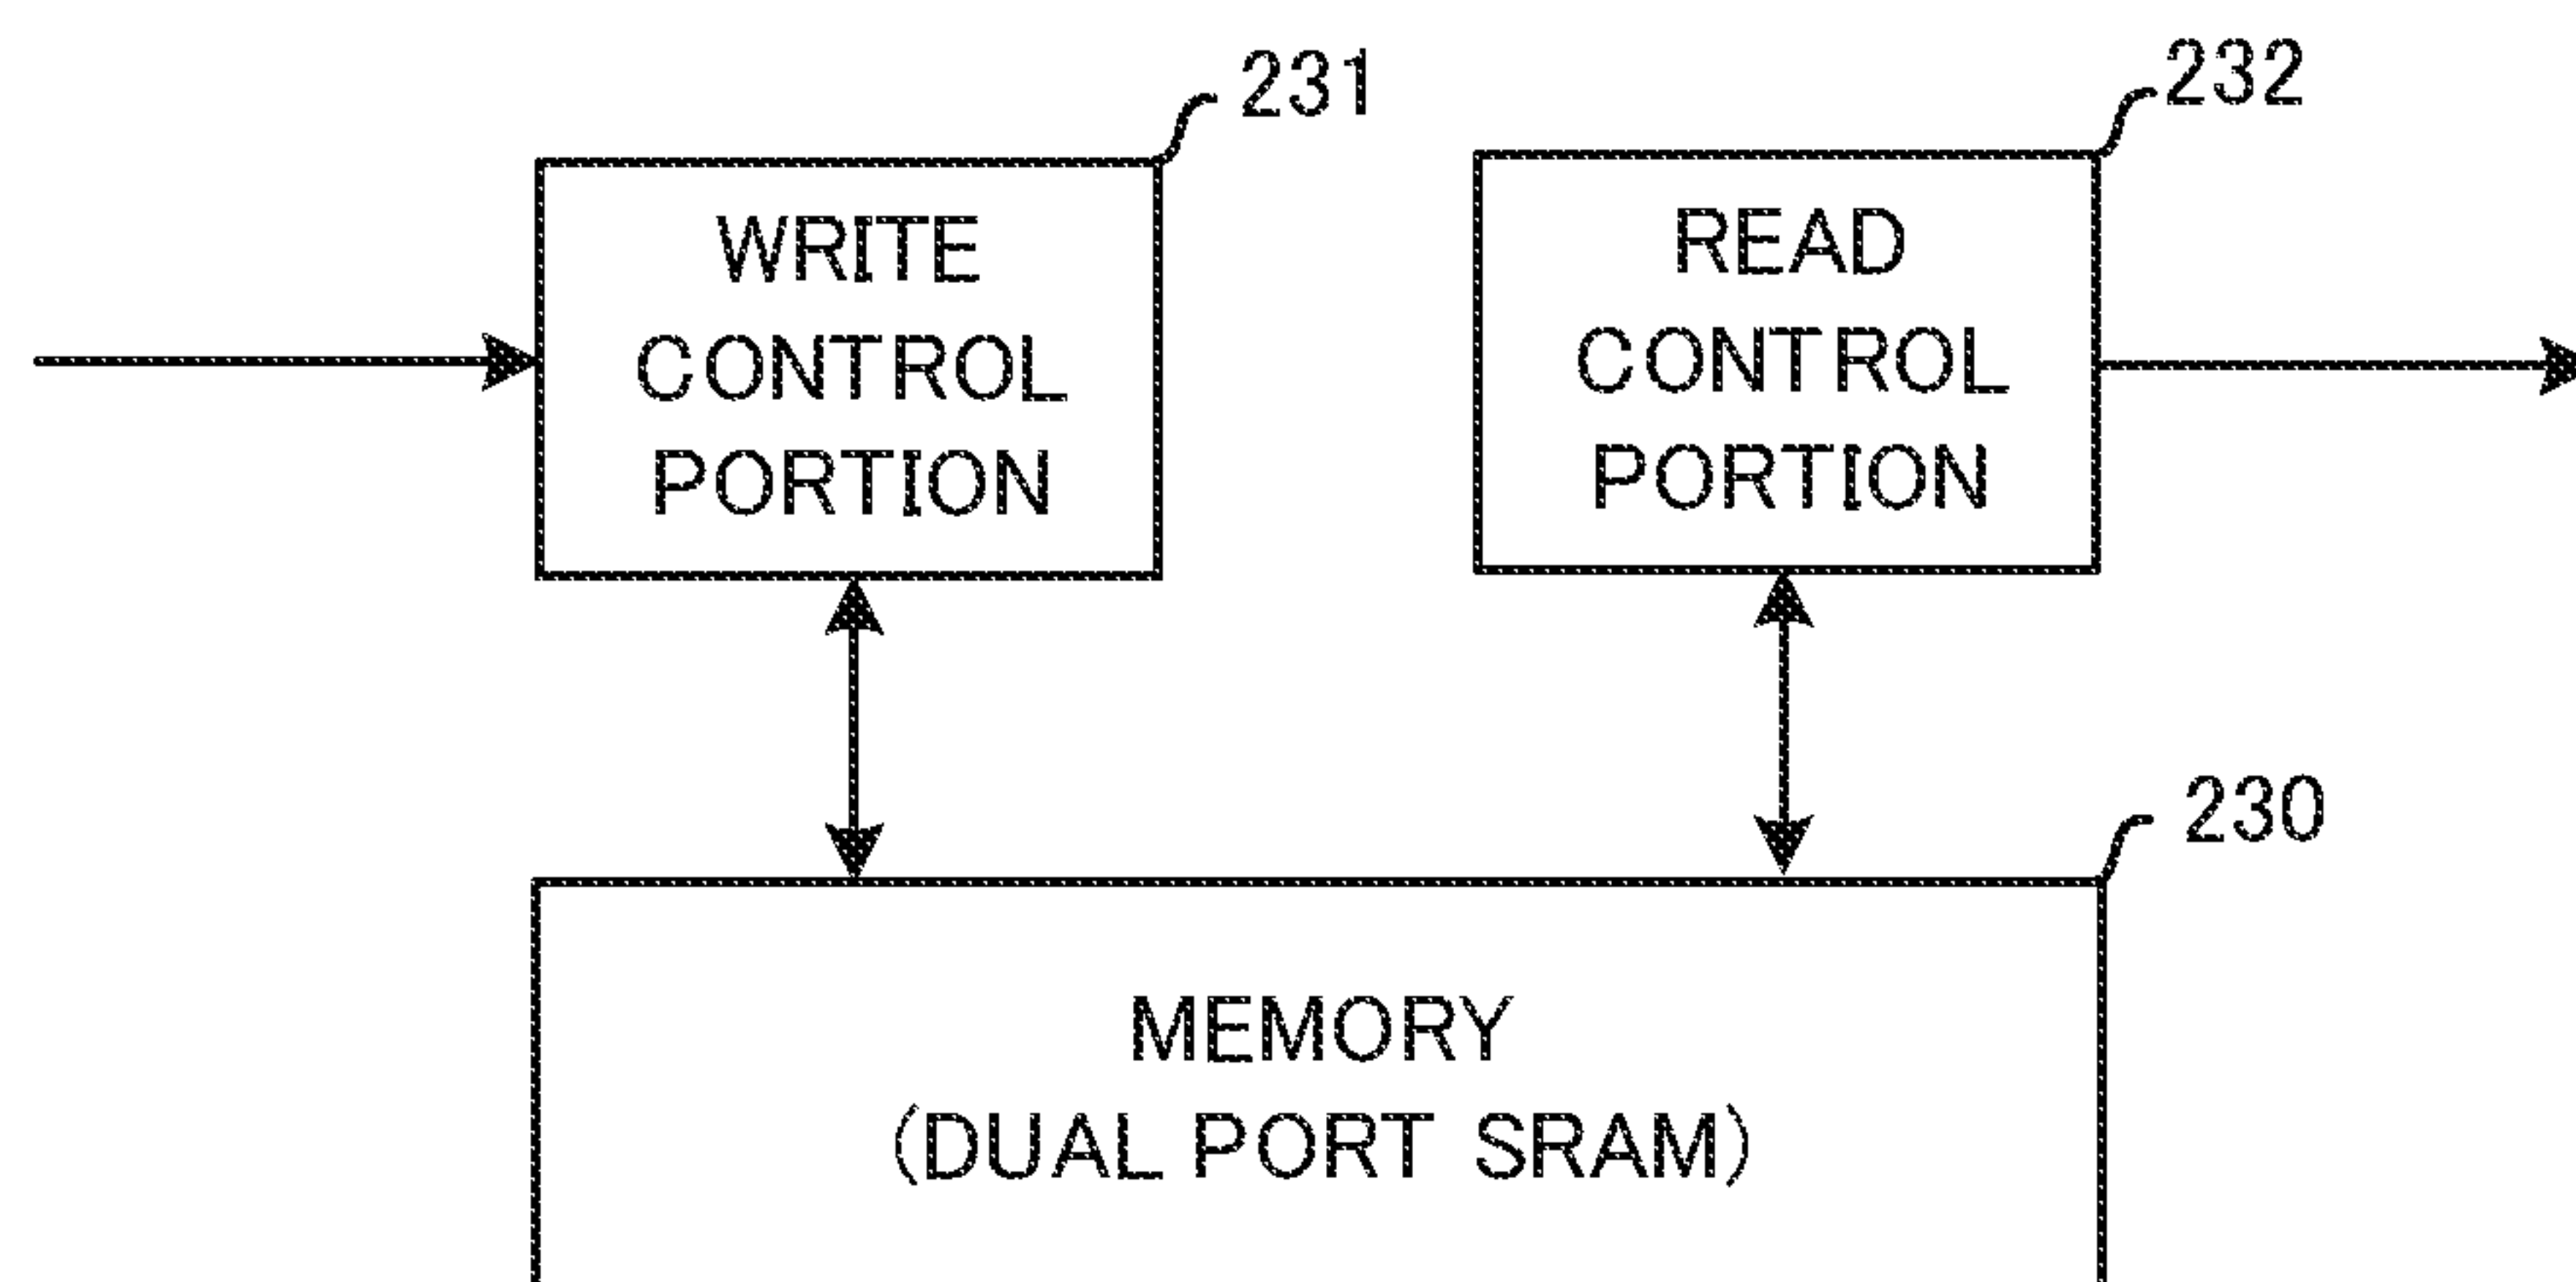 231
WRITE
CONTROL
PORTION
232
READ
CONTROL
PORTION
230
MEMORY
(DUAL PORT SRAM)